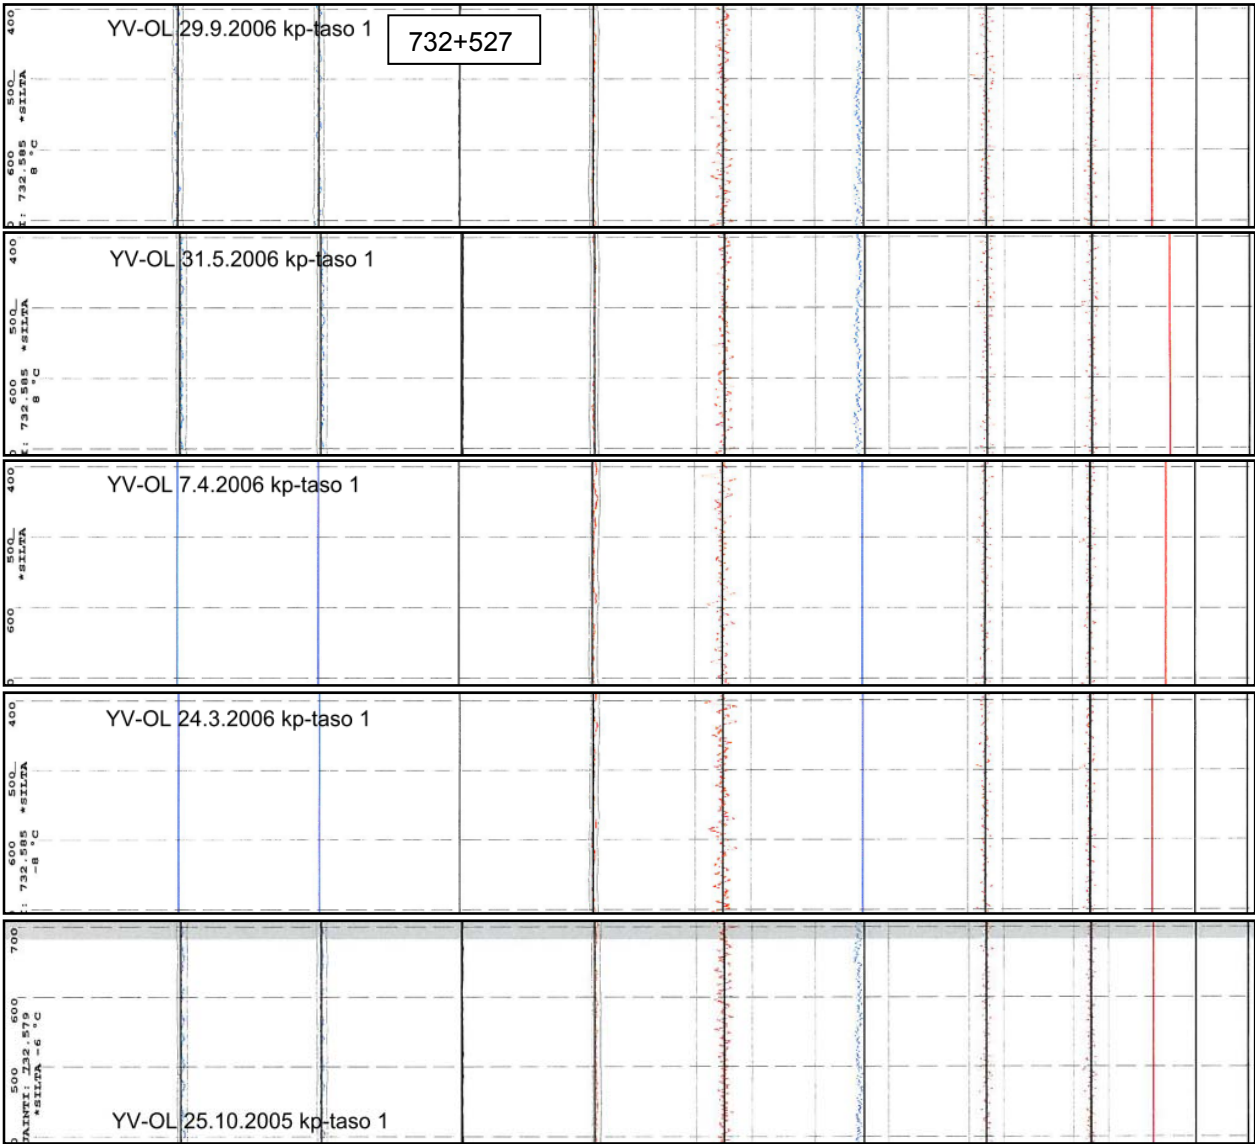 YV-OL 29.9.2006 kp-taso 1
732+527
400
500
*SILTA
600
732.585
8 °C
YV-OL 31.5.2006 kp-taso 1
400
500
*SILTA
600
732.585
8 °C
YV-OL 7.4.2006 kp-taso 1
400
500
*SILTA
600
YV-OL 24.3.2006 kp-taso 1
400
500
*SILTA
600
732.585
-8 °C
700
600
500
732.579
*SILTA -6 °C
YV-OL 25.10.2005 kp-taso 1